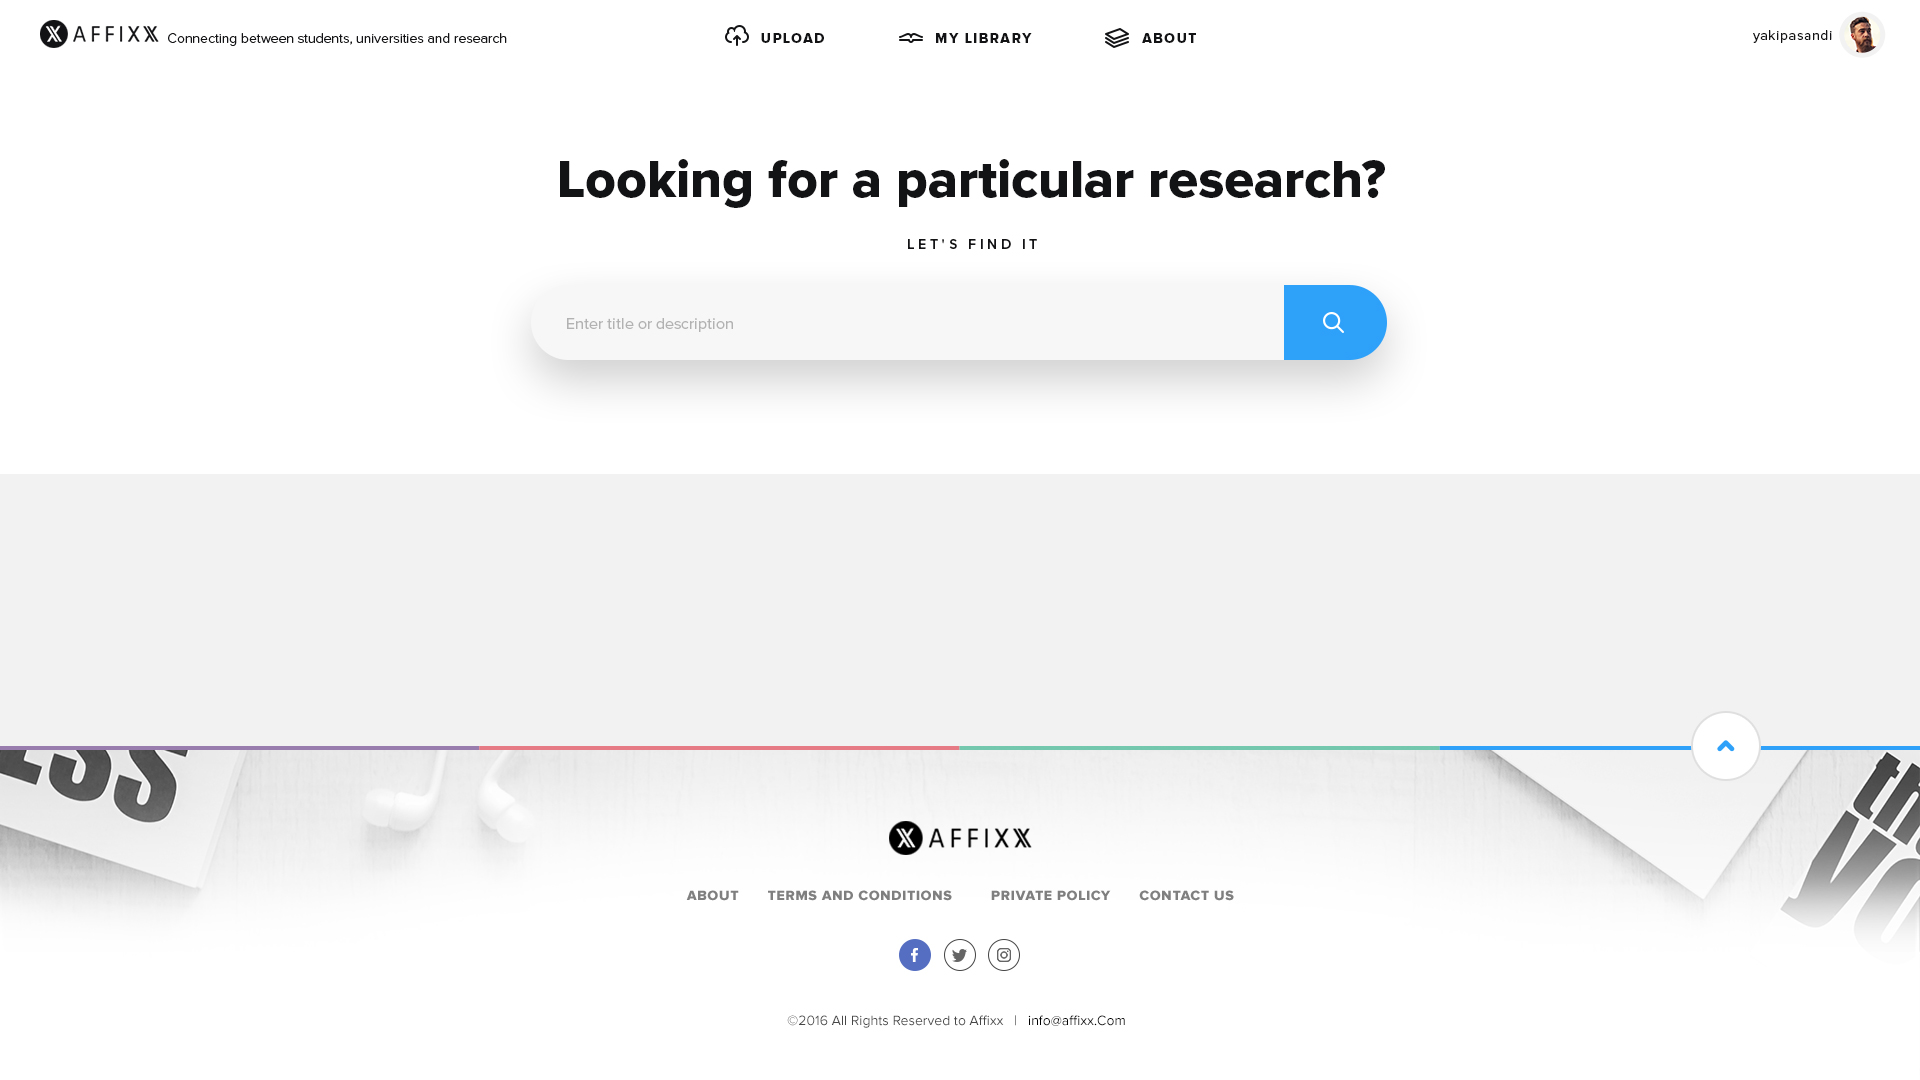 AFFIXX Connecting between students, universities and research
UPLOAD
MY LIBRARY
ABOUT
yakipasandi
Looking for a particular research?
LET'S FIND IT
Enter title or description
AFFIXX
ABOUT
TERMS AND CONDITIONS
PRIVATE POLICY
CONTACT US
©2016 All Rights Reserved to Affixx | info@affixx.Com